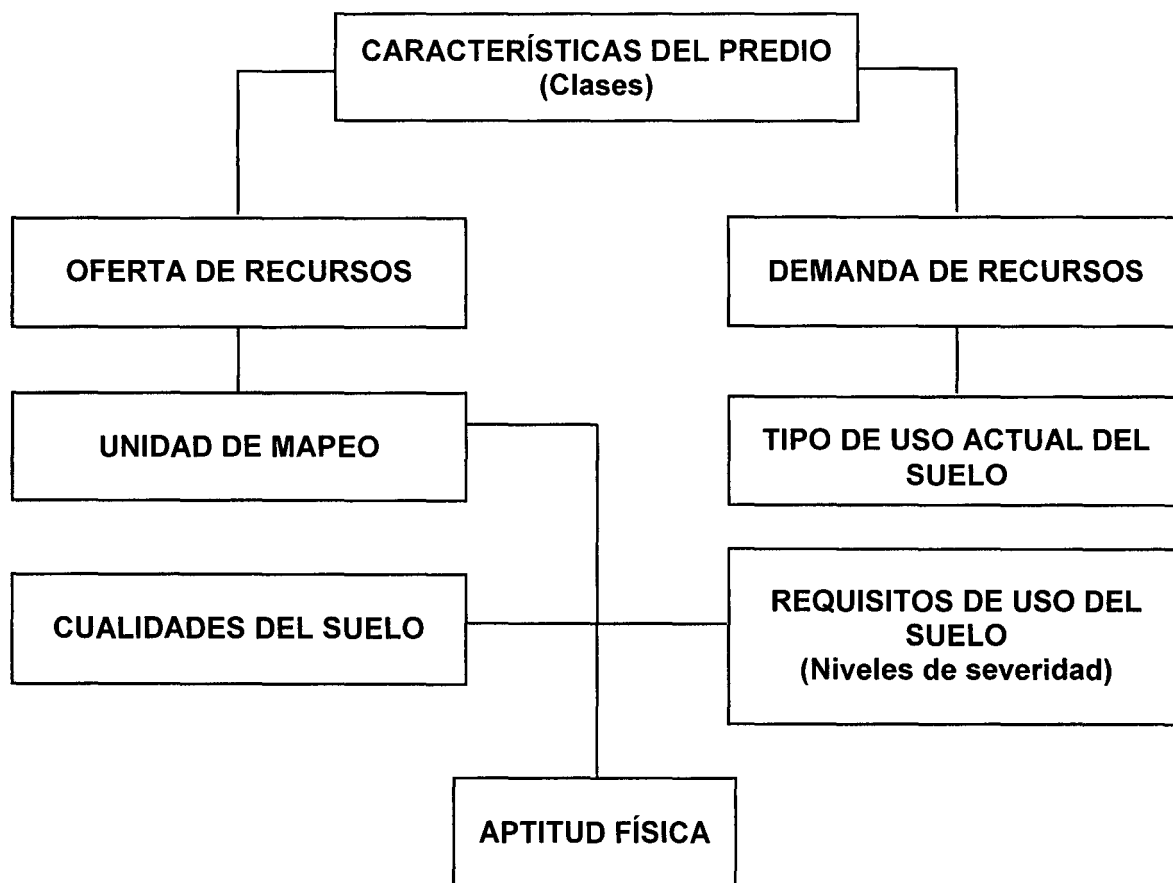 CARACTERÍSTICAS DEL PREDIO
(Clases)
OFERTA DE RECURSOS
DEMANDA DE RECURSOS
UNIDAD DE MAPEO
TIPO DE USO ACTUAL DEL
SUELO
CUALIDADES DEL SUELO
REQUISITOS DE USO DEL
SUELO
(Niveles de severidad)
APTITUD FÍSICA